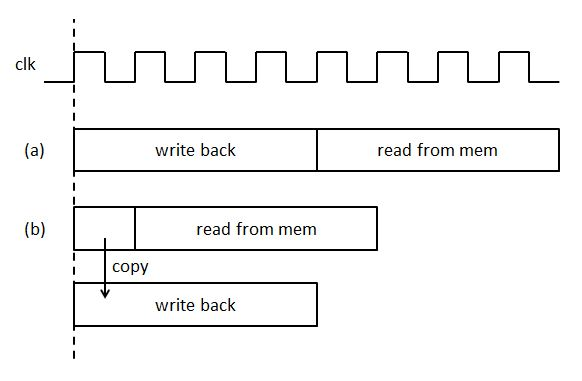 clk
(a) write back read from mem
(b) read from mem
copy
write back